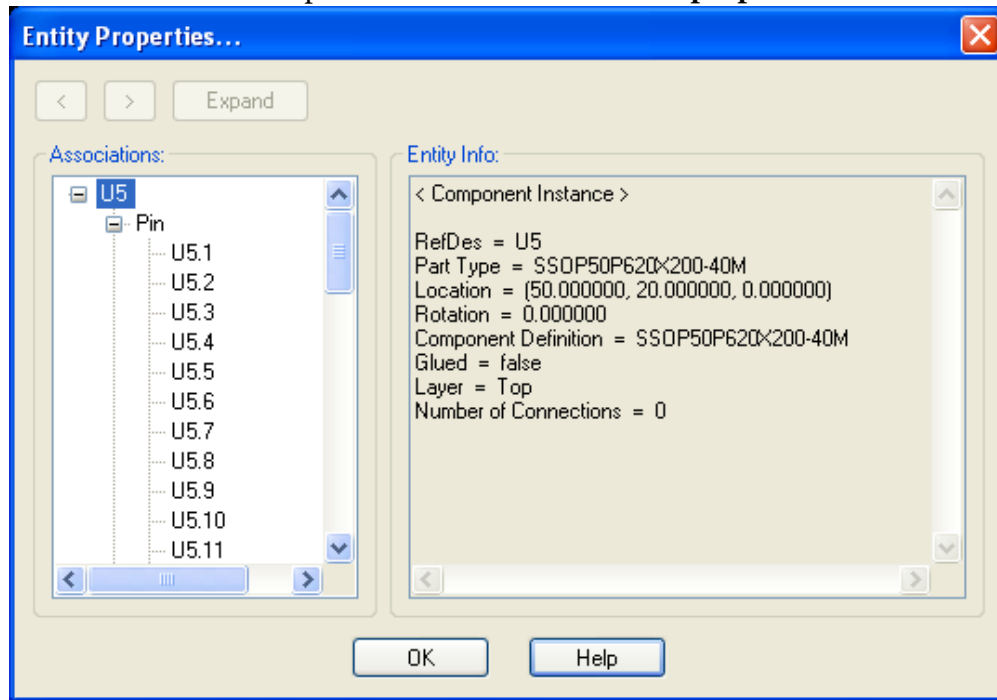 Entity Properties...
< > Expand
Associations:
U5
Pin
U5.1
U5.2
U5.3
U5.4
U5.5
U5.6
U5.7
U5.8
U5.9
U5.10
U5.11
Entity Info:
< Component Instance >
RefDes = U5
Part Type = SSOP50P620X200-40M
Location = (50.000000, 20.000000, 0.000000)
Rotation = 0.000000
Component Definition = SSOP50P620X200-40M
Glued = false
Layer = Top
Number of Connections = 0
OK Help